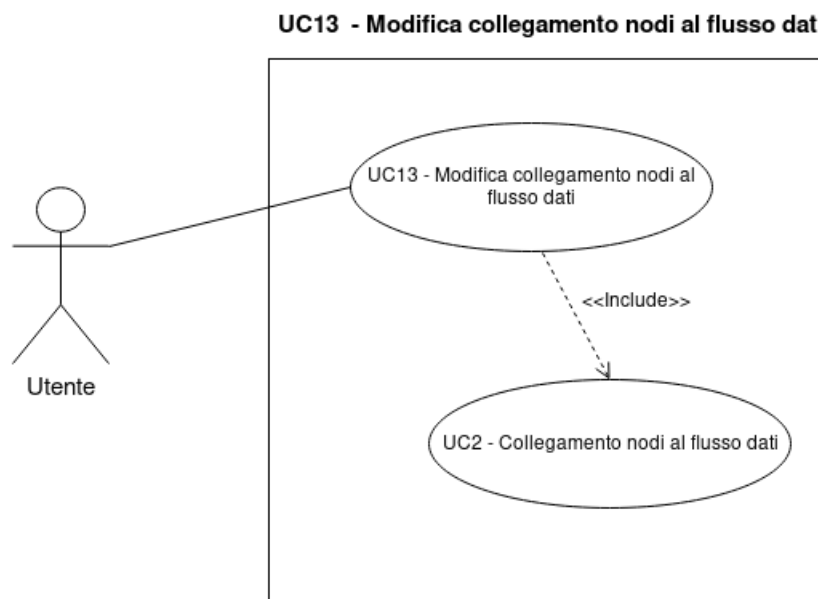 UC13 - Modifica collegamento nodi al flusso dat
UC13 - Modifica collegamento nodi al
flusso dati
<<Include>>
Utente
UC2 - Collegamento nodi al flusso dati